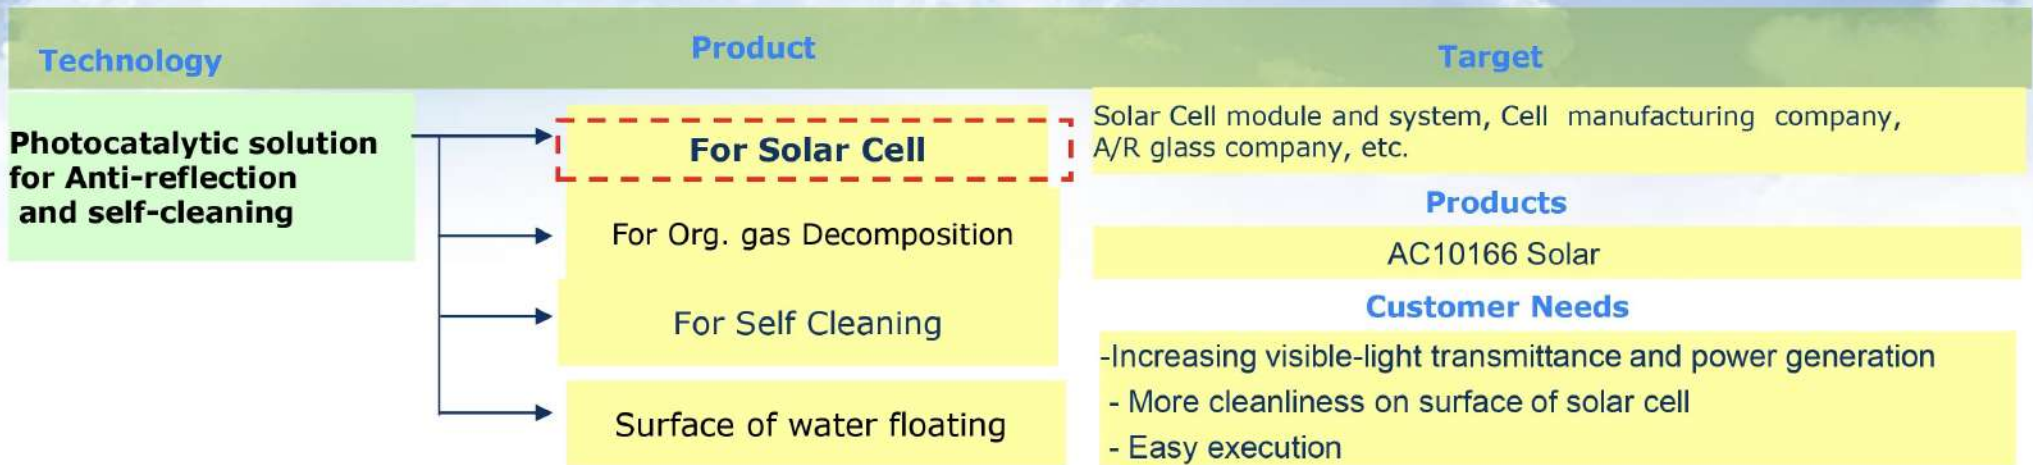 Technology
Product
Target
Photocatalytic solution
for Anti-reflection
and self-cleaning
For Solar Cell
For Org. gas Decomposition
For Self Cleaning
Surface of water floating
Solar Cell module and system, Cell manufacturing company,
A/R glass company, etc.
Products
AC10166 Solar
Customer Needs
-Increasing visible-light transmittance and power generation
- More cleanliness on surface of solar cell
- Easy execution